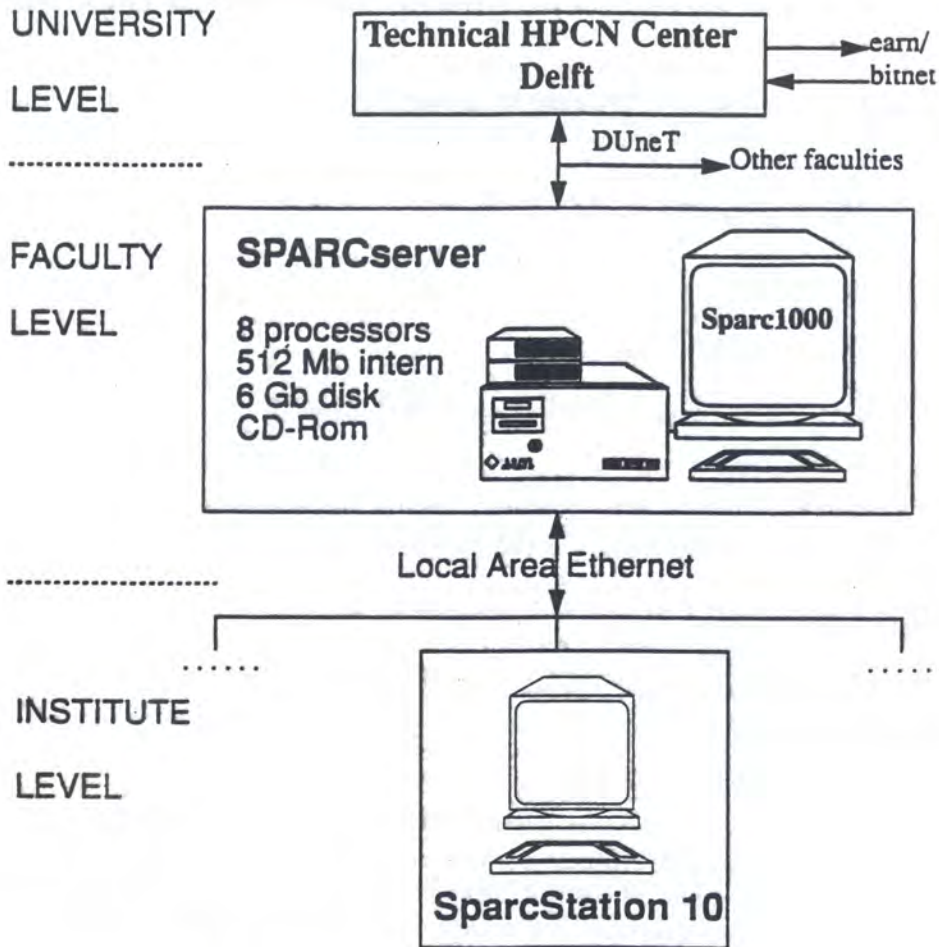 UNIVERSITY
LEVEL
Technical HPCN Center
Delft
earn/
bitnet
DUneT
Other faculties
FACULTY
LEVEL
SPARCserver
8 processors
512 Mb intern
6 Gb disk
CD-Rom
Sparc1000
Local Area Ethernet
INSTITUTE
LEVEL
SparcStation 10